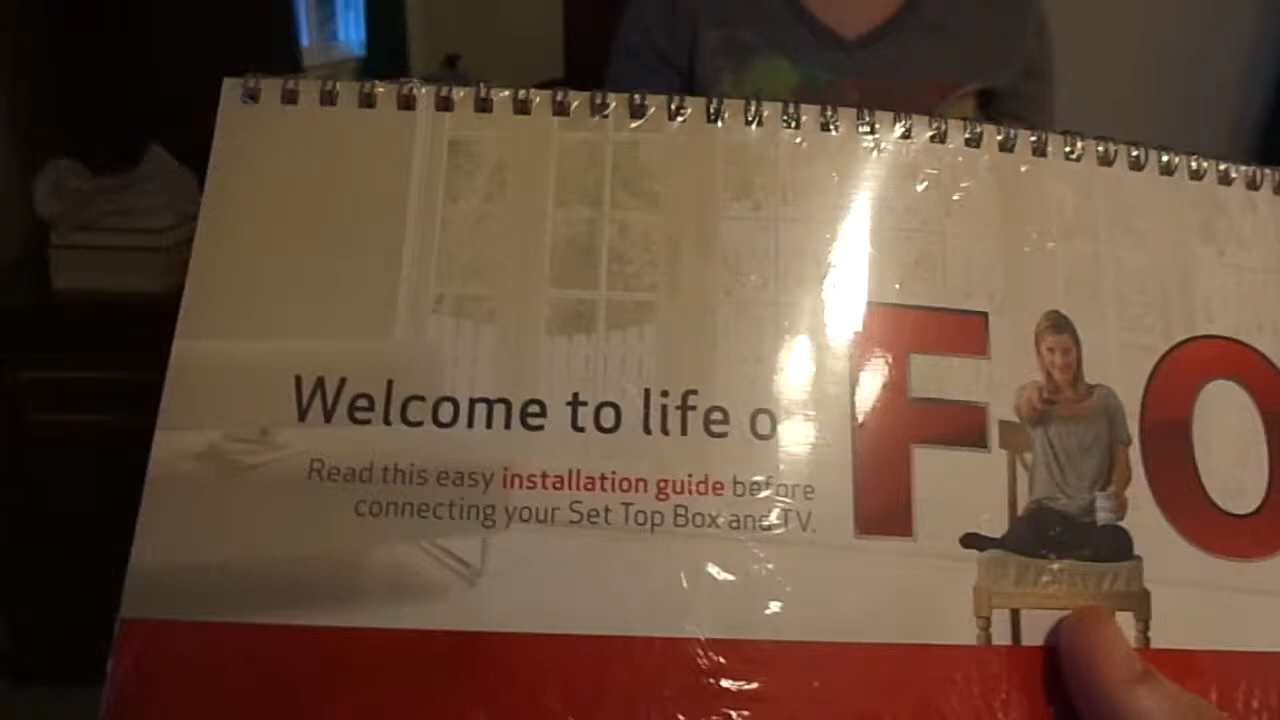 Welcome to life o
Read this easy installation guide before
connecting your Set Top Box and TV.
F O